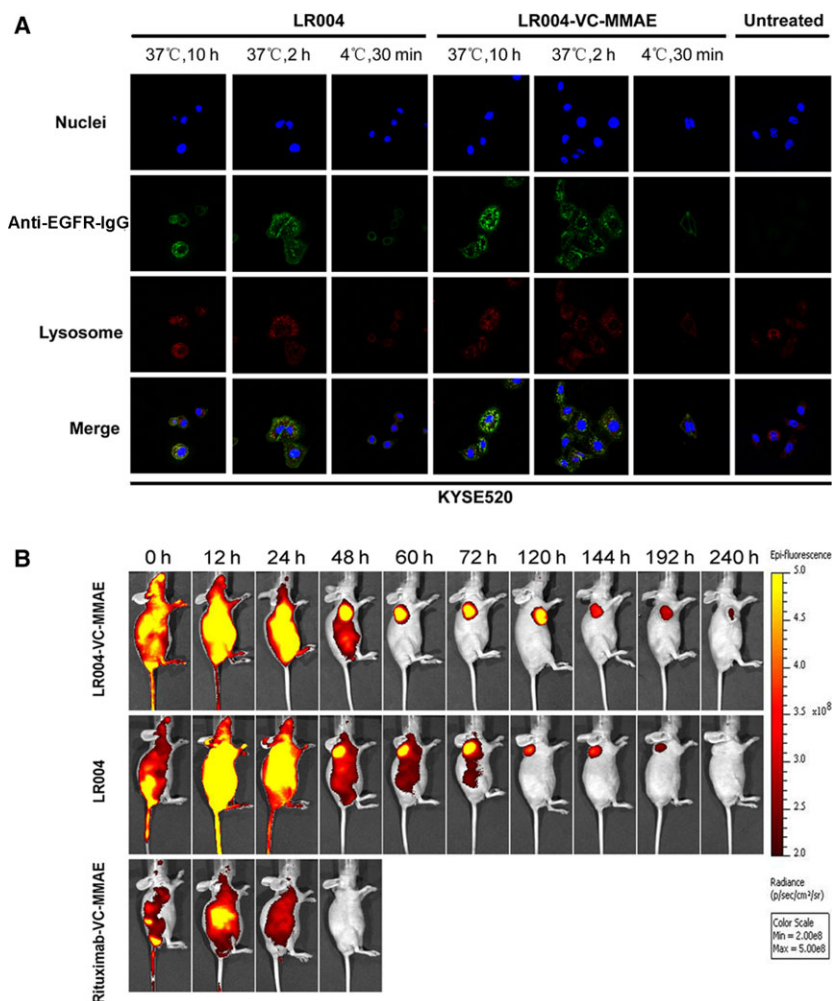 A
LR004 LR004-VC-MMAE Untreated
37℃,10 h 37℃,2 h 4℃,30 min 37℃,10 h 37℃,2 h 4℃,30 min
Nuclei
Anti-EGFR-IgG
Lysosome
Merge
KYSE520
B
0 h 12 h 24 h 48 h 60 h 72 h 120 h 144 h 192 h 240 h
LR004-VC-MMAE
LR004
Rituximab-VC-MMAE
Epi-fluorescence
5.0
4.5
4.0
3.5
x10⁸
3.0
2.5
2.0
Radiance
(p/sec/cm²/sr)
Color Scale
Min = 2.00e8
Max = 5.00e8